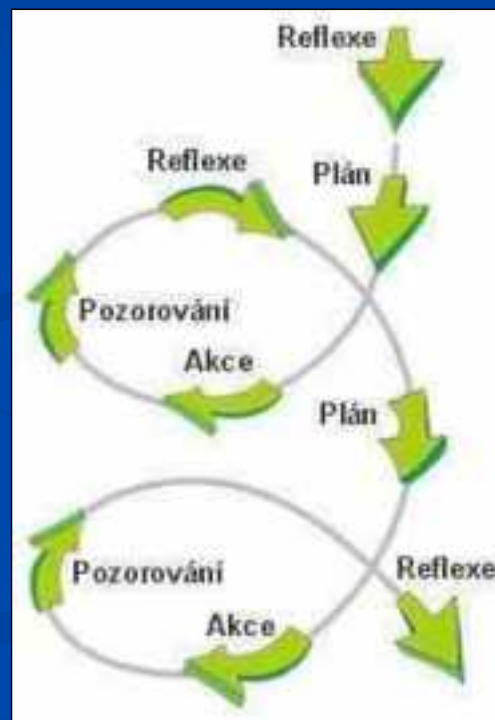 Reflexe
Plán
Reflexe
Pozorování
Akce
Plán
Pozorování
Akce
Reflexe